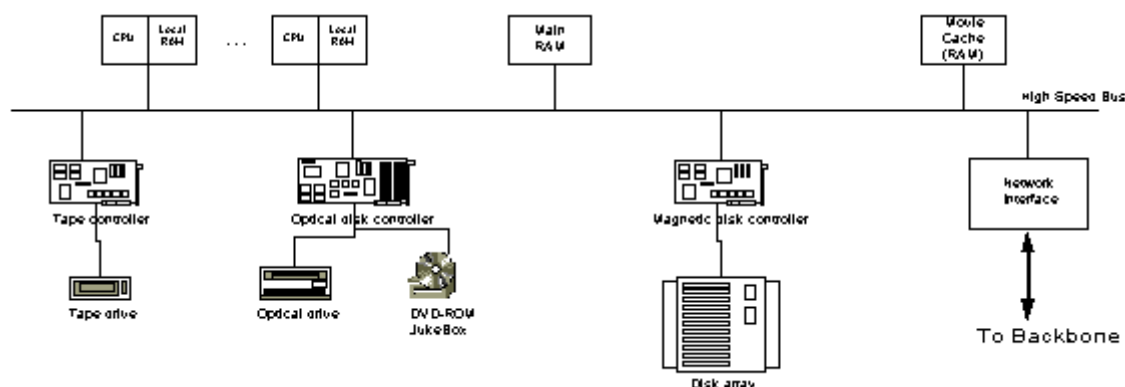 CPU
Local
RAM
...
CPU
Local
RAM
Main
RAM
Movie
Cache
(RAM)
High Speed Bus
Tape controller
Optical disk controller
Magnetic disk controller
Network
Interface
Tape drive
Optical drive
DVD-ROM
JukeBox
Disk array
To Backbone